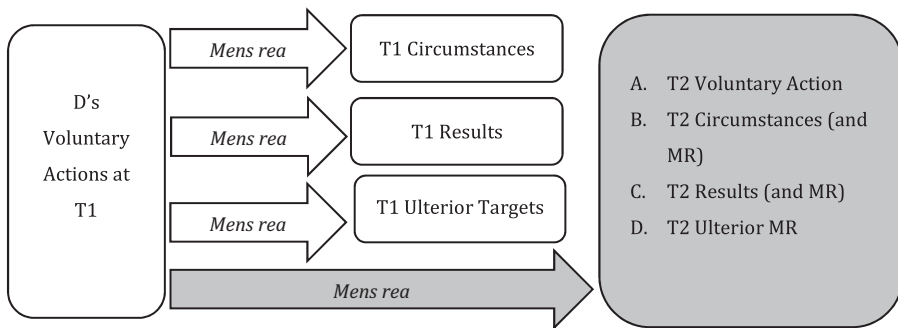 D’s
Voluntary
Actions at
T1
Mens rea
T1 Circumstances
Mens rea
T1 Results
Mens rea
T1 Ulterior Targets
Mens rea
A. T2 Voluntary Action
B. T2 Circumstances (and
MR)
C. T2 Results (and MR)
D. T2 Ulterior MR